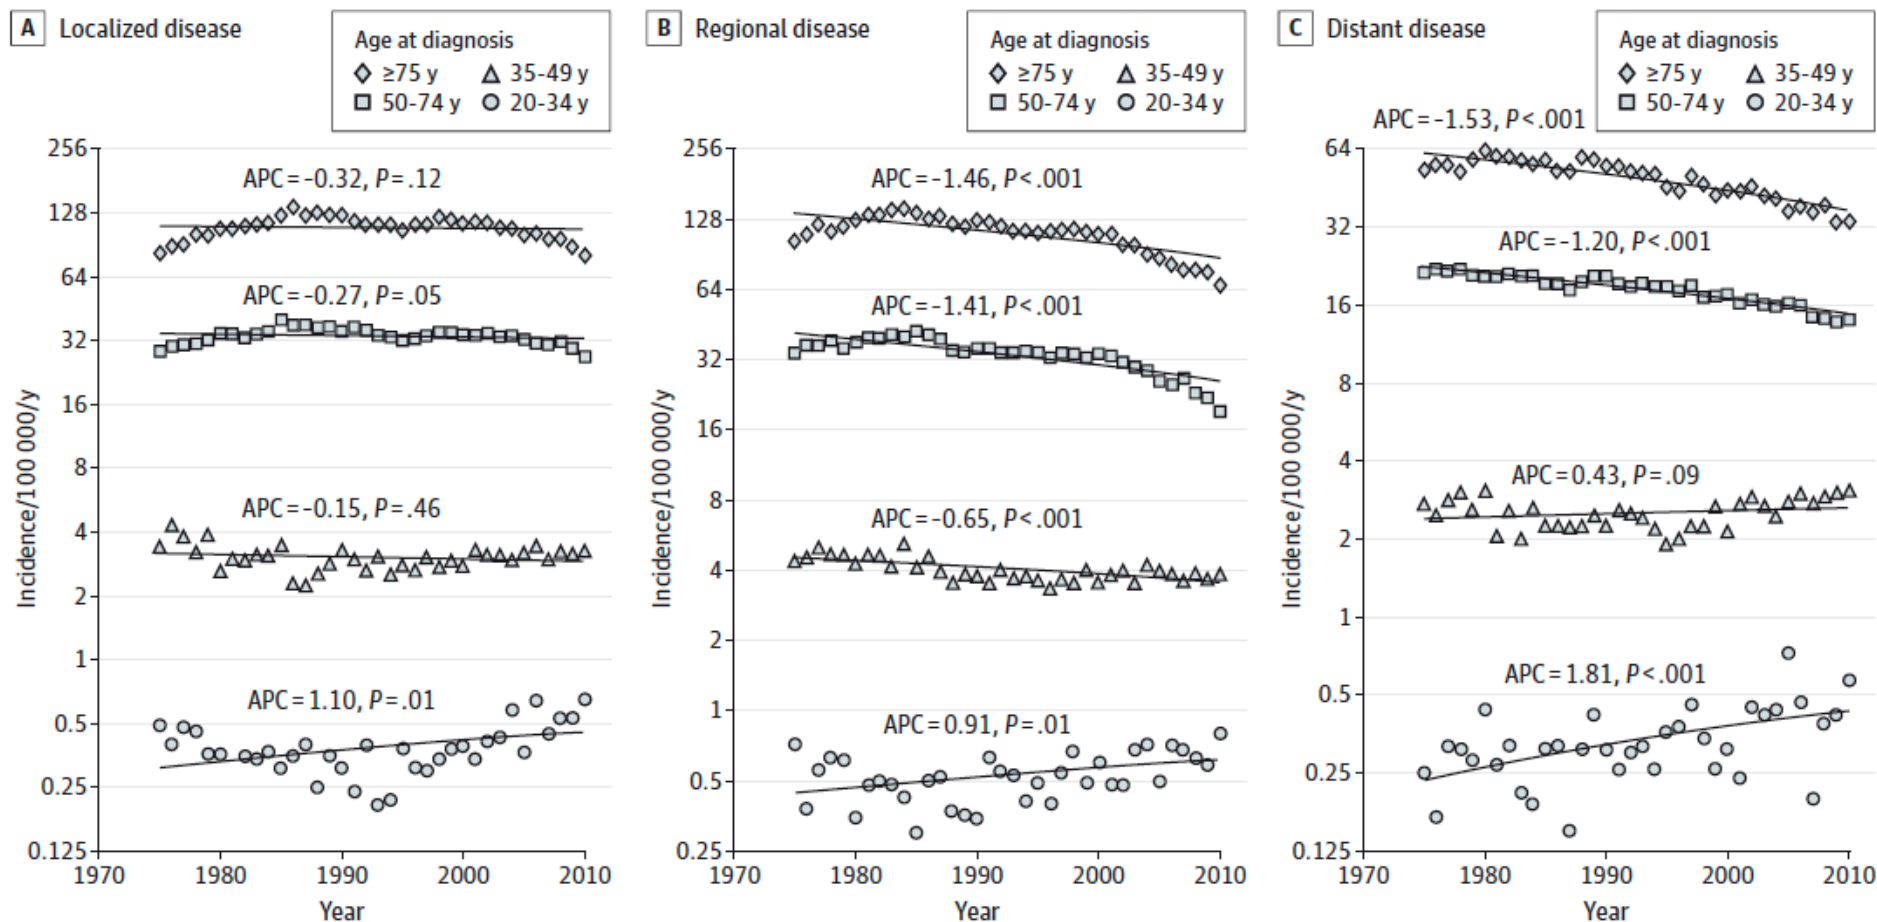 A Localized disease
Age at diagnosis
≥75 y 35-49 y
50-74 y 20-34 y
256
128
64
32
16
8
4
2
1
0.5
0.25
0.125
Incidence/100 000/y
APC = -0.32, P = .12
APC = -0.27, P = .05
APC = -0.15, P = .46
APC = 1.10, P = .01
1970 1980 1990 2000 2010
Year
B Regional disease
Age at diagnosis
≥75 y 35-49 y
50-74 y 20-34 y
256
128
64
32
16
8
4
2
1
0.5
0.25
Incidence/100 000/y
APC = -1.46, P < .001
APC = -1.41, P < .001
APC = -0.65, P < .001
APC = 0.91, P = .01
1970 1980 1990 2000 2010
Year
C Distant disease
Age at diagnosis
≥75 y 35-49 y
50-74 y 20-34 y
64
32
16
8
4
2
1
0.5
0.25
0.125
Incidence/100 000/y
APC = -1.53, P < .001
APC = -1.20, P < .001
APC = 0.43, P = .09
APC = 1.81, P < .001
1970 1980 1990 2000 2010
Year